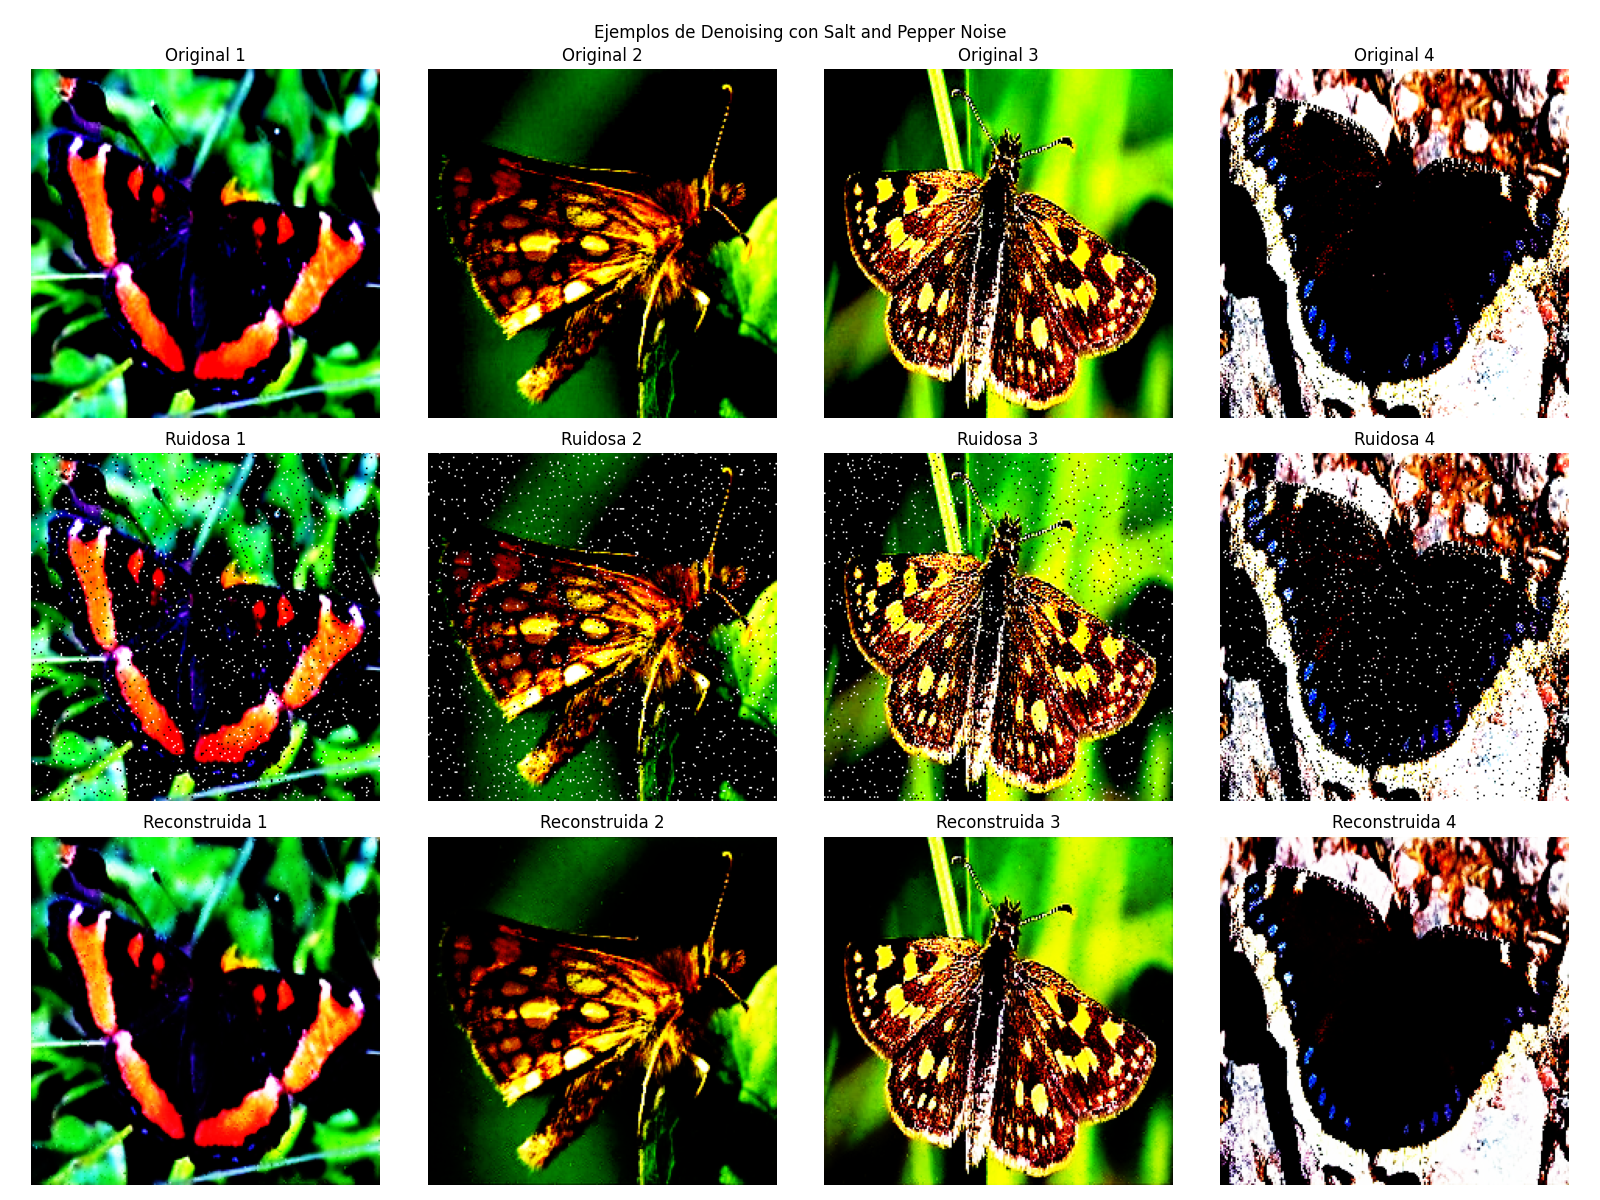 Ejemplos de Denoising con Salt and Pepper Noise
Original 1
Original 2
Original 3
Original 4
Ruidosa 1
Ruidosa 2
Ruidosa 3
Ruidosa 4
Reconstruida 1
Reconstruida 2
Reconstruida 3
Reconstruida 4